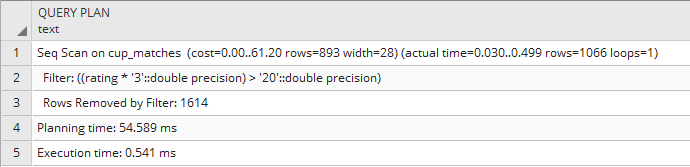 QUERY PLAN
text
1 Seq Scan on cup_matches (cost=0.00..61.20 rows=893 width=28) (actual time=0.030..0.499 rows=1066 loops=1)
2 Filter: ((rating * '3'::double precision) > '20'::double precision)
3 Rows Removed by Filter: 1614
4 Planning time: 54.589 ms
5 Execution time: 0.541 ms